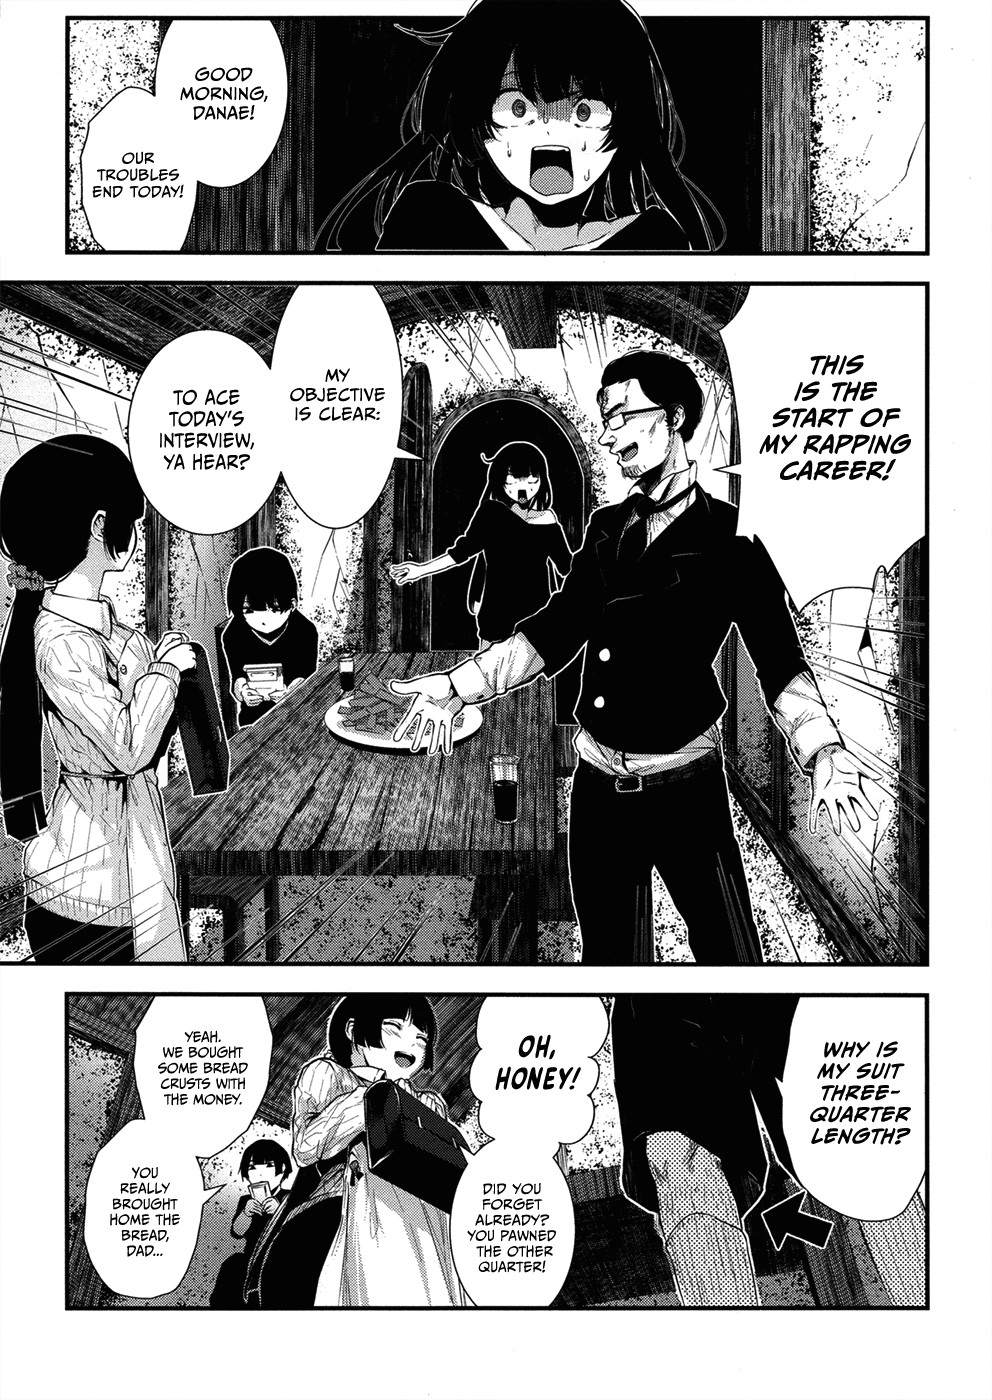 GOOD
MORNING,
DANAE!
OUR
TROUBLES
END TODAY!
THIS
IS THE
START OF
MY RAPPING
CAREER!
MY
OBJECTIVE
IS CLEAR:
TO ACE
TODAY'S
INTERVIEW,
YA HEAR?
WHY IS
MY SUIT
THREE-
QUARTER
LENGTH?
OH,
HONEY!
DID YOU
FORGET
ALREADY?
YOU PAWNED
THE OTHER
QUARTER!
YEAH.
WE BOUGHT
SOME BREAD
CRUSTS WITH
THE MONEY.
YOU
REALLY
BROUGHT
HOME THE
BREAD,
DAD...